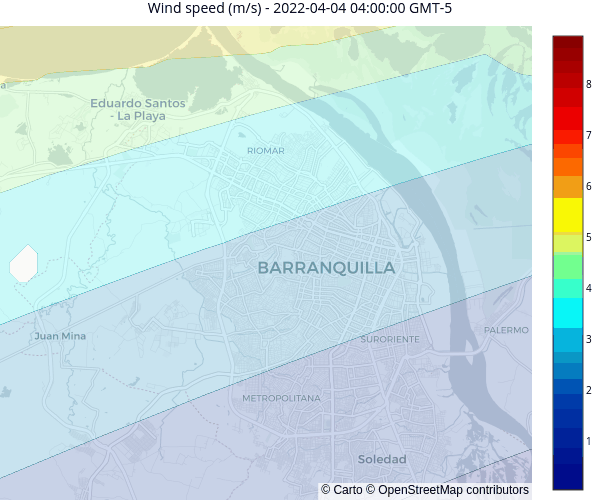 Wind speed (m/s) - 2022-04-04 04:00:00 GMT-5
a
Eduardo Santos
- La Playa
RIOMAR
BARRANQUILLA
Juan Mina
SURORIENTE
PALERMO
METROPOLITANA
Soledad
© Carto © OpenStreetMap contributors
8
7
6
5
4
3
2
1